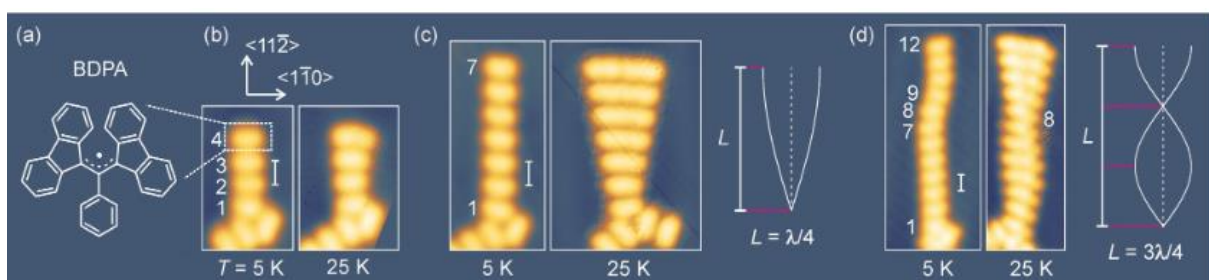 (a)
BDPA
(b)
<112̅>
<11̅0>
4
3
2
1
T = 5 K
25 K
(c)
7
1
5 K
25 K
L
L = λ/4
(d)
12
9
8
7
1
8
5 K
25 K
L
L = 3λ/4